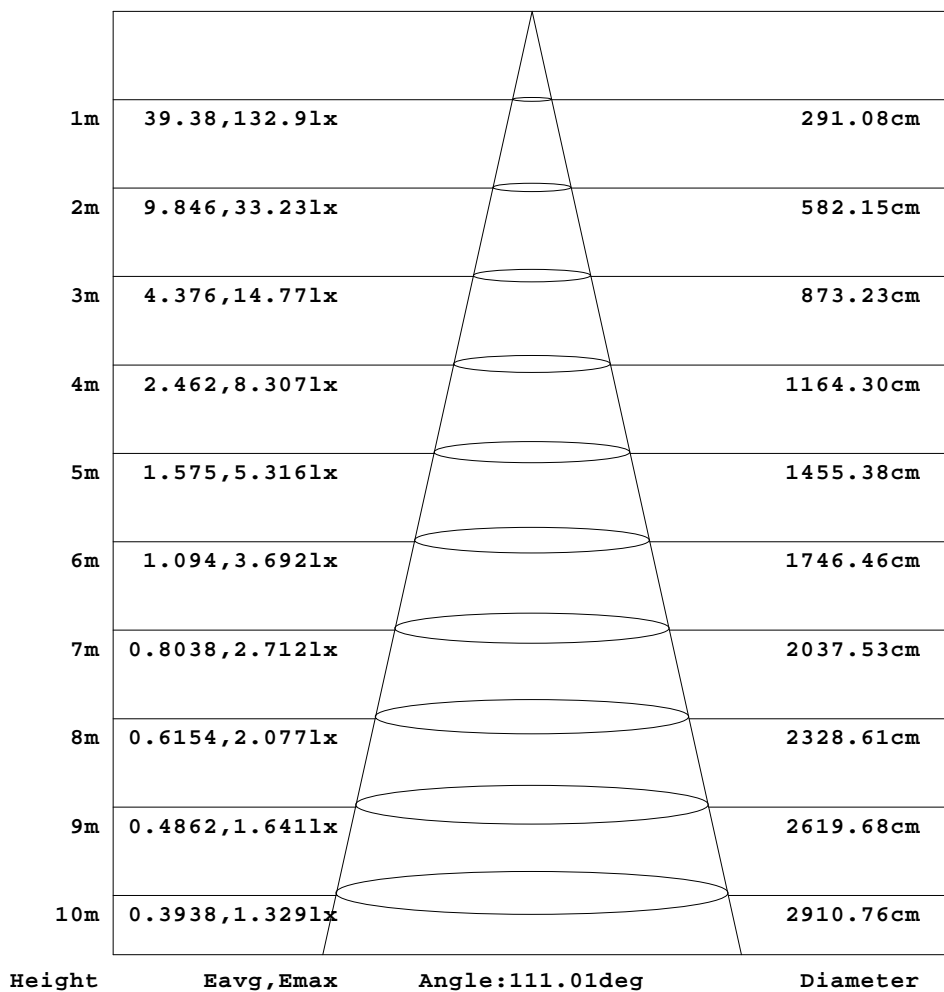 1m 39.38,132.9lx 291.08cm
2m 9.846,33.23lx 582.15cm
3m 4.376,14.77lx 873.23cm
4m 2.462,8.307lx 1164.30cm
5m 1.575,5.316lx 1455.38cm
6m 1.094,3.692lx 1746.46cm
7m 0.8038,2.712lx 2037.53cm
8m 0.6154,2.077lx 2328.61cm
9m 0.4862,1.641lx 2619.68cm
10m 0.3938,1.329lx 2910.76cm
Height Eavg,Emax Angle:111.01deg Diameter